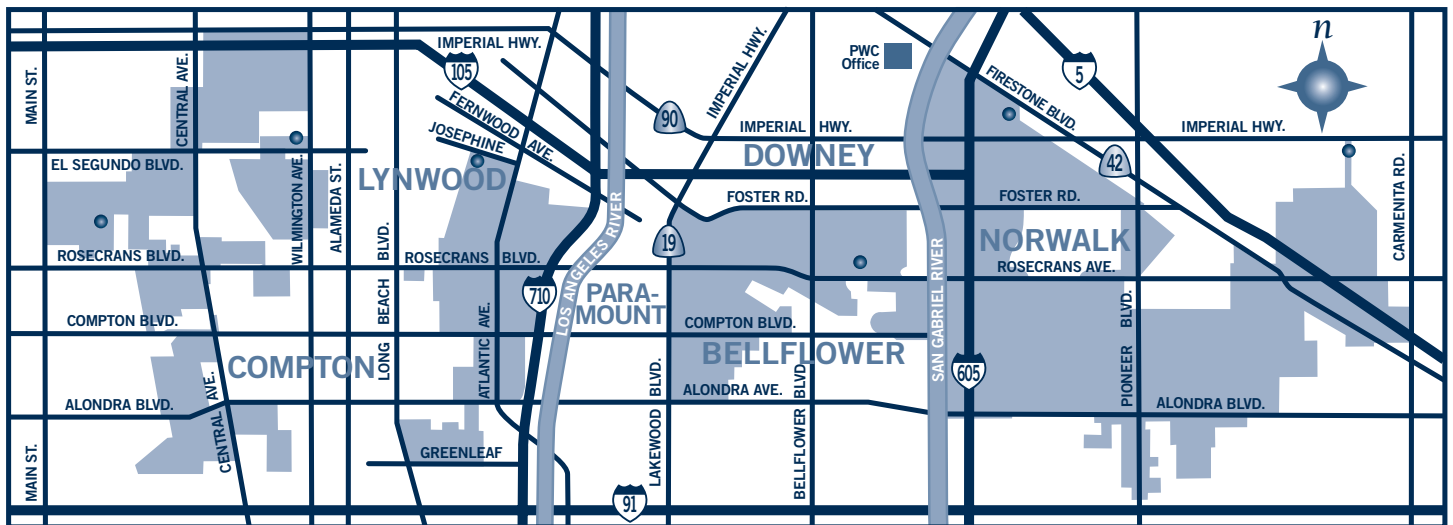 n
IMPERIAL HWY.
105
MAIN ST.
CENTRAL AVE.
FERNWOOD AVE.
JOSEPHINE
IMPERIAL HWY.
PWC
Office
FIRESTONE BLVD.
5
90
IMPERIAL HWY.
IMPERIAL HWY.
DOWNEY
42
EL SEGUNDO BLVD.
LYNWOOD
WILMINGTON AVE.
ALAMEDA ST.
FOSTER RD.
FOSTER RD.
CARMENITA RD.
LOS ANGELES RIVER
19
NORWALK
ROSECRANS BLVD.
LONG BEACH BLVD.
ROSECRANS BLVD.
ROSECRANS AVE.
710
PARA-
MOUNT
SAN GABRIEL RIVER
COMPTON BLVD.
ATLANTIC AVE.
COMPTON BLVD.
PIONEER BLVD.
COMPTON
BELLFLOWER
605
ALONDRA BLVD.
CENTRAL AVE.
LAKEWOOD BLVD.
ALONDRA AVE.
BELLFLOWER BLVD.
ALONDRA BLVD.
MAIN ST.
GREENLEAF
91